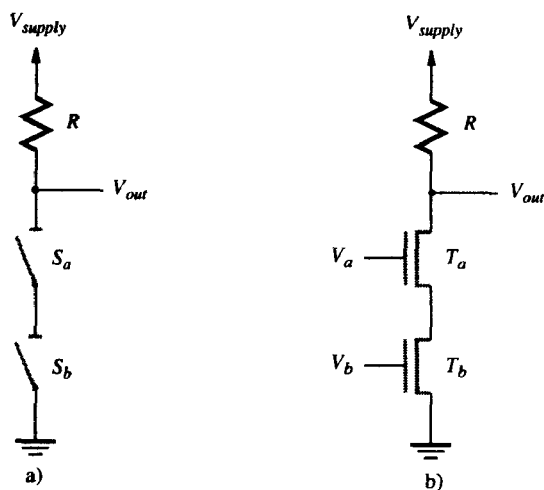 V_supply
R
V_out
S_a
S_b
a)
V_supply
R
V_out
V_a
T_a
V_b
T_b
b)